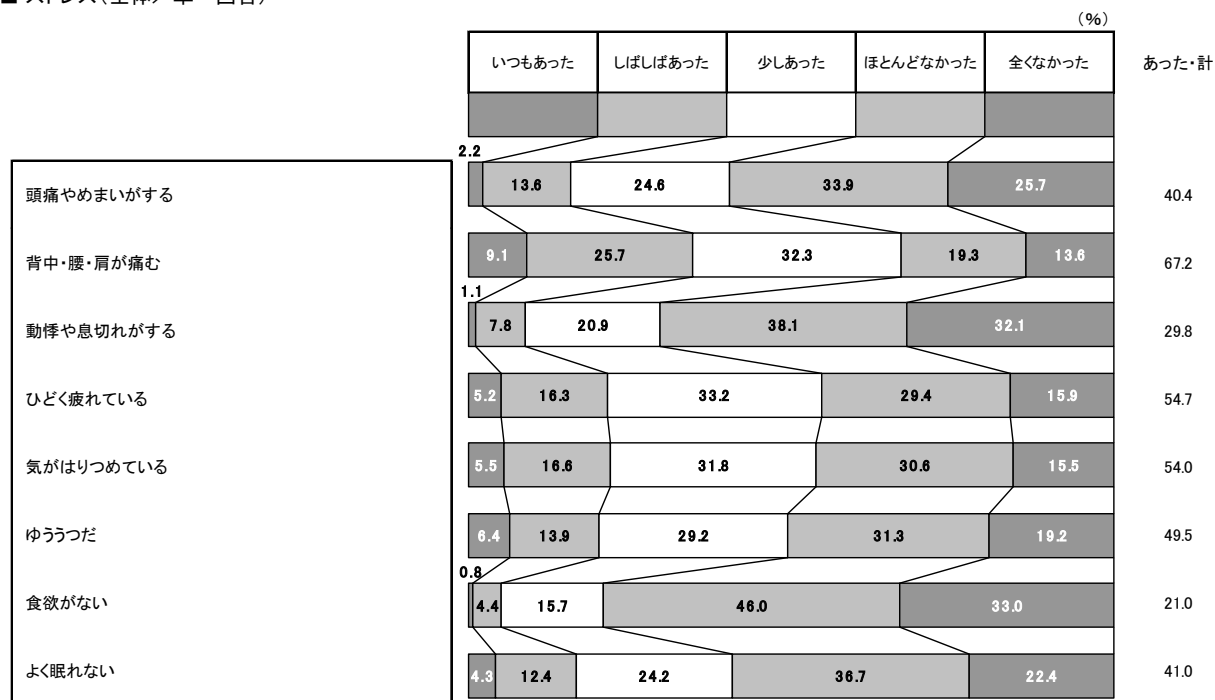 （%）
いつもあった しばしばあった 少しあった ほとんどなかった 全くなかった あった・計
2.2
頭痛やめまいがする 13.6 24.6 33.9 25.7 40.4
背中・腰・肩が痛む 9.1 25.7 32.3 19.3 13.6 67.2
1.1
動悸や息切れがする 7.8 20.9 38.1 32.1 29.8
ひどく疲れている 5.2 16.3 33.2 29.4 15.9 54.7
気がはりつめている 5.5 16.6 31.8 30.6 15.5 54.0
ゆううつだ 6.4 13.9 29.2 31.3 19.2 49.5
0.8
食欲がない 4.4 15.7 46.0 33.0 21.0
よく眠れない 4.3 12.4 24.2 36.7 22.4 41.0